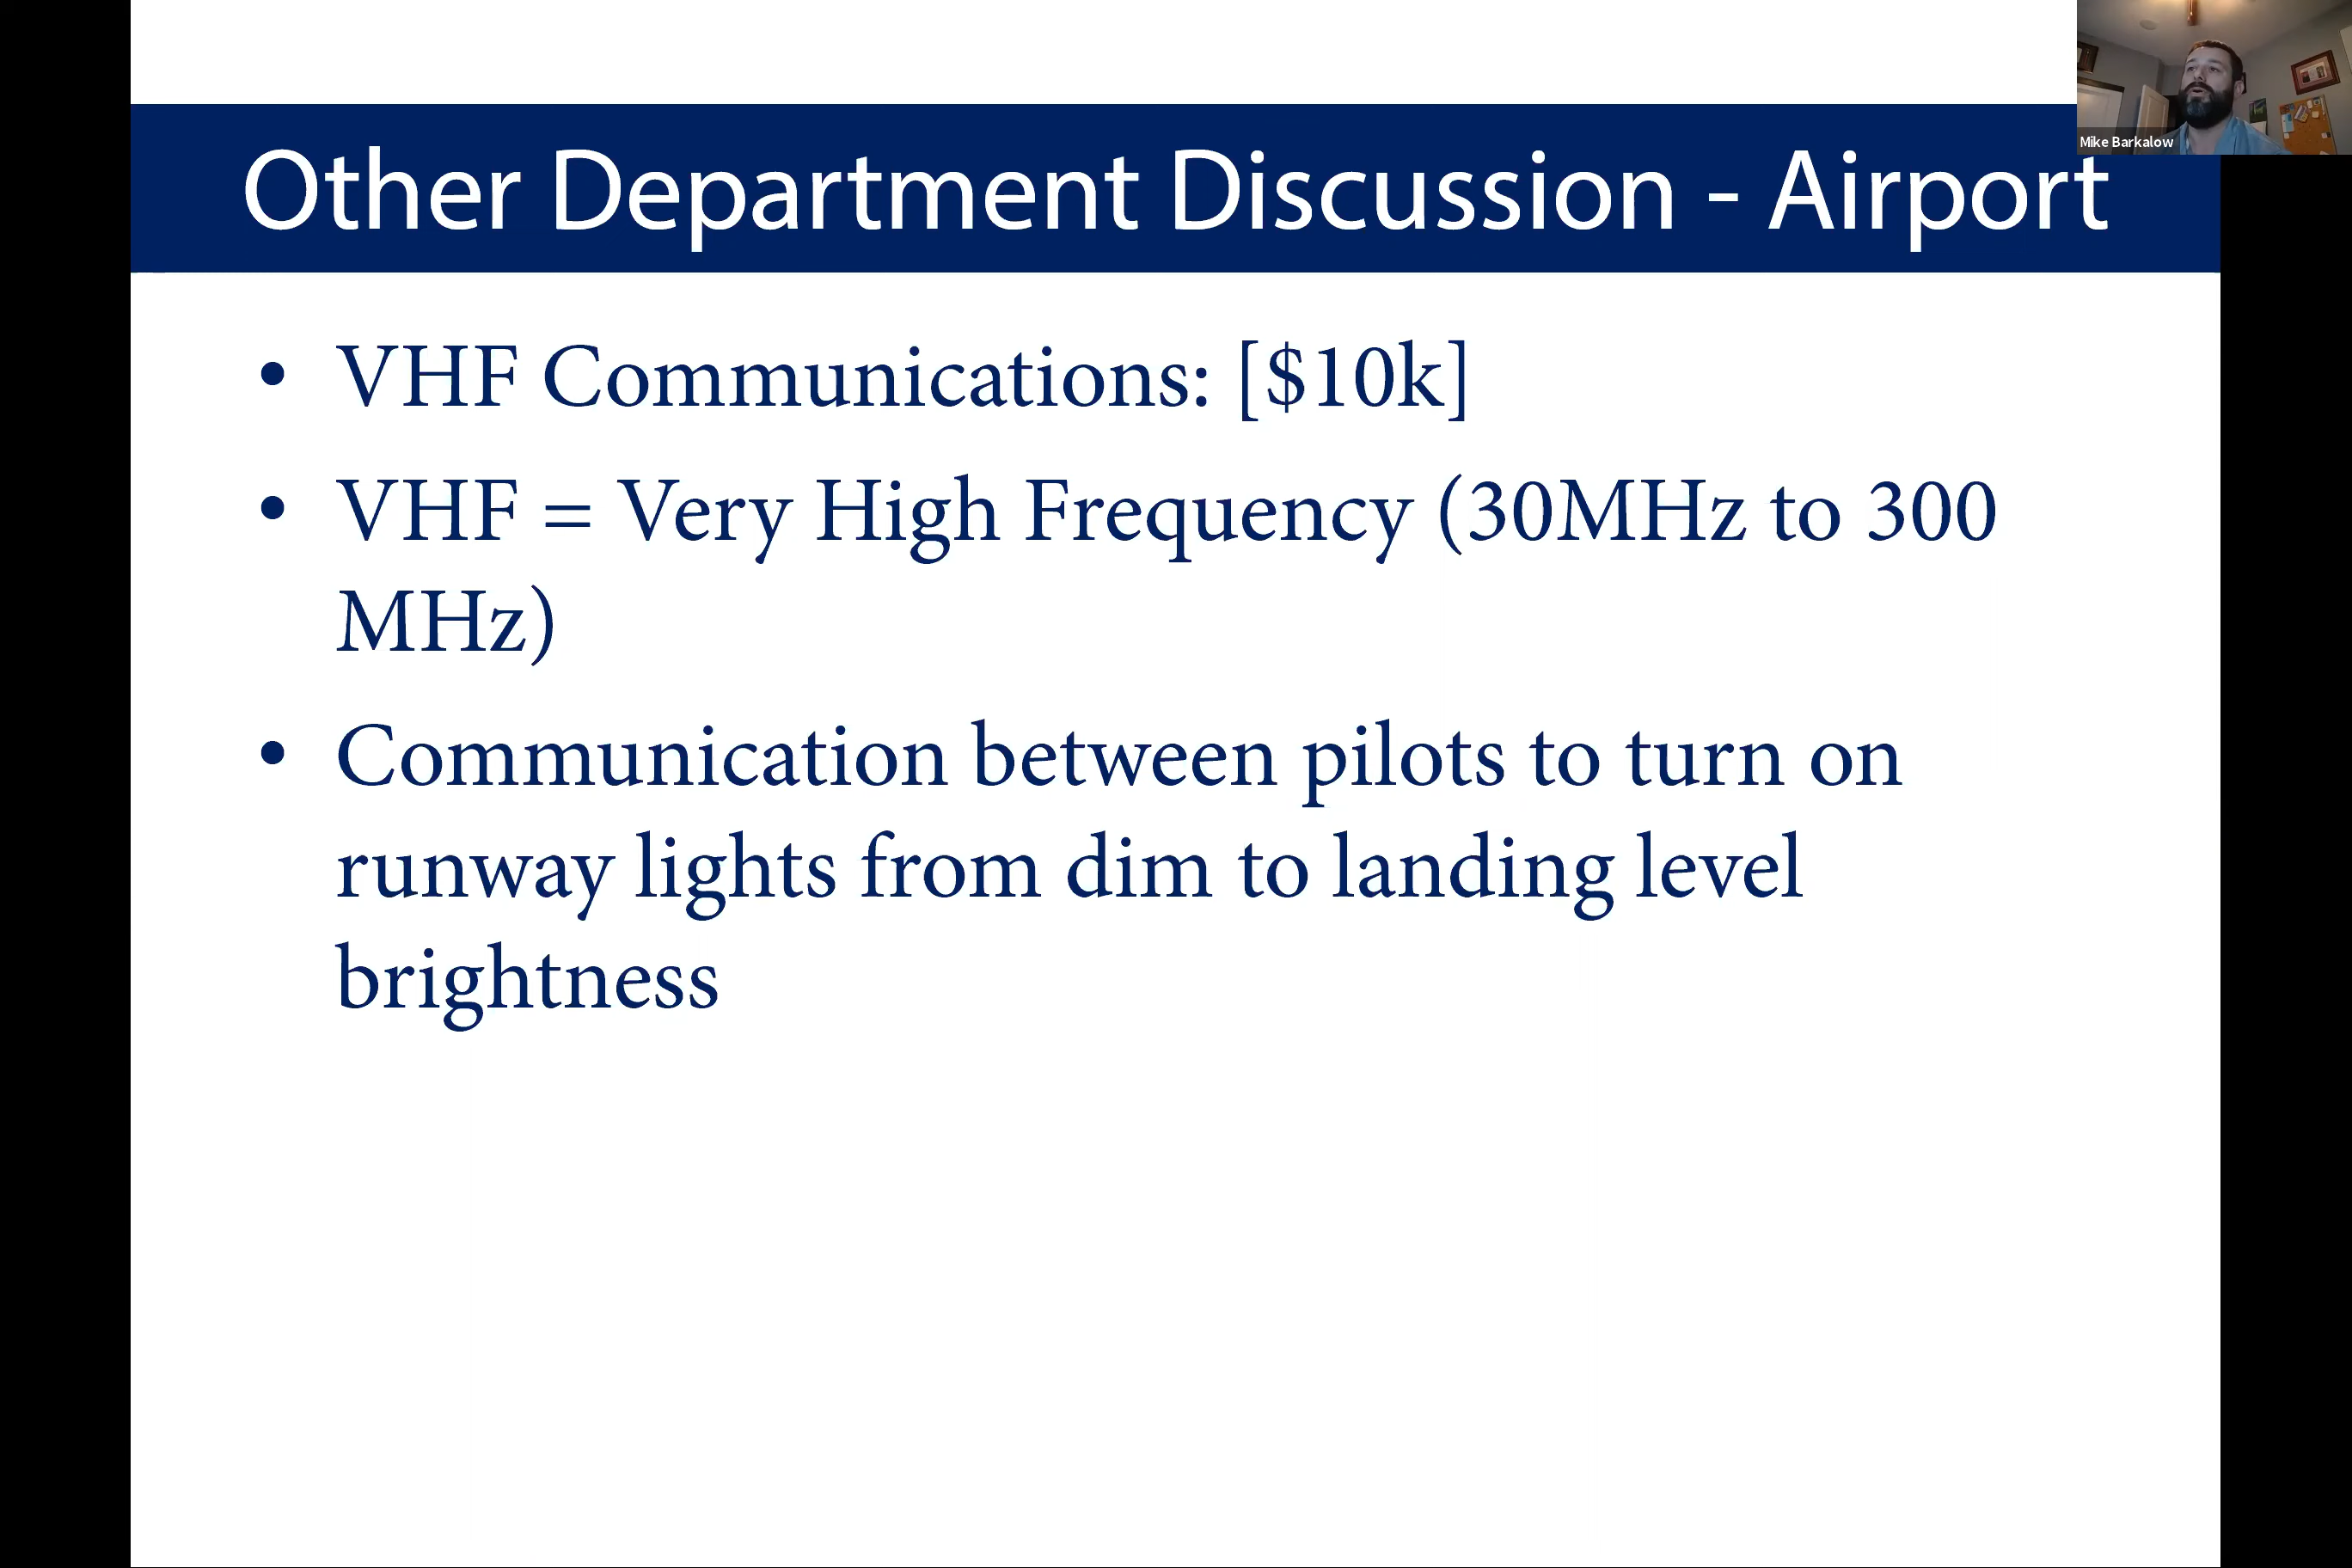 Mike Barkalow
Other Department Discussion - Airport
• VHF Communications: [$10k]
• VHF = Very High Frequency (30MHz to 300
MHz)
• Communication between pilots to turn on
runway lights from dim to landing level
brightness